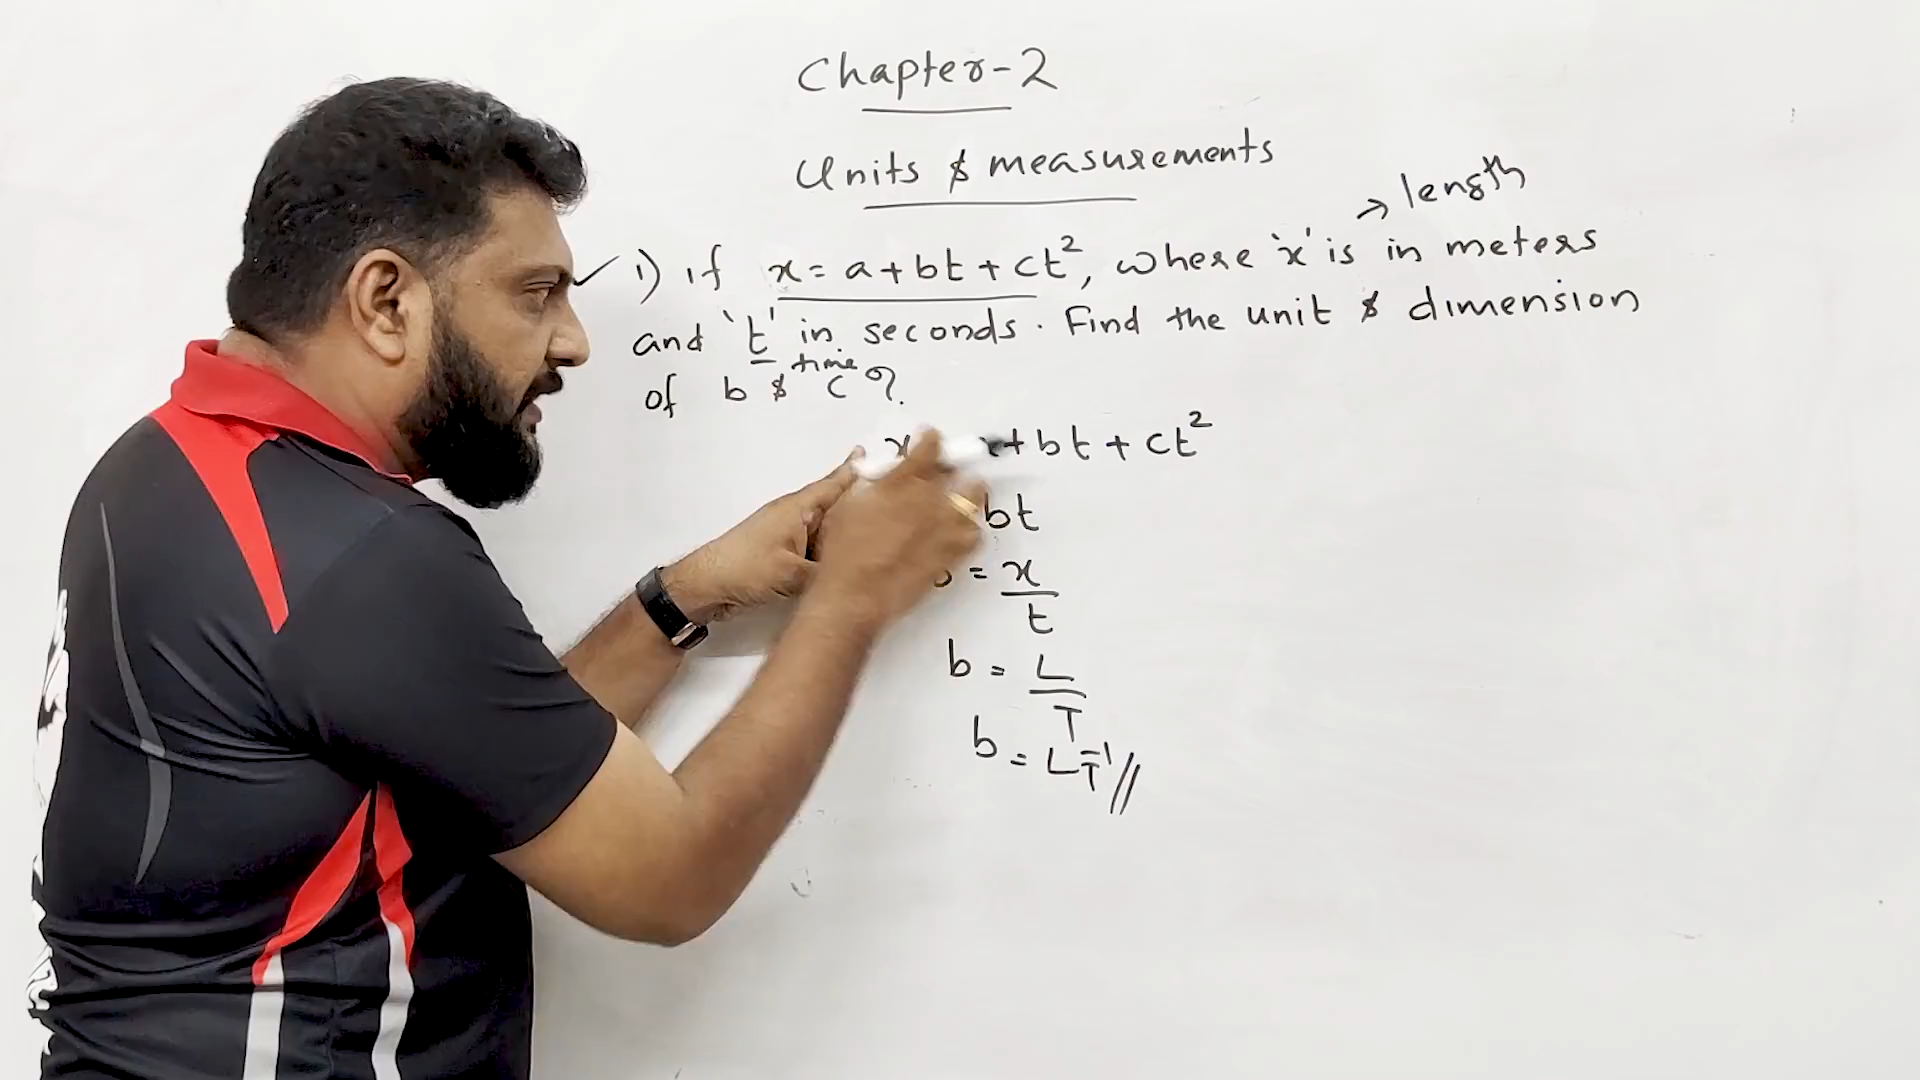 Chapter-2
Units & measurements
→ length
1) if x = a + bt + ct², where 'x' is in meters
and 't' in seconds. Find the unit & dimension
time
of b & c?
x + bt + ct²
bt
= x/t
b = L/T
b = LT⁻¹//